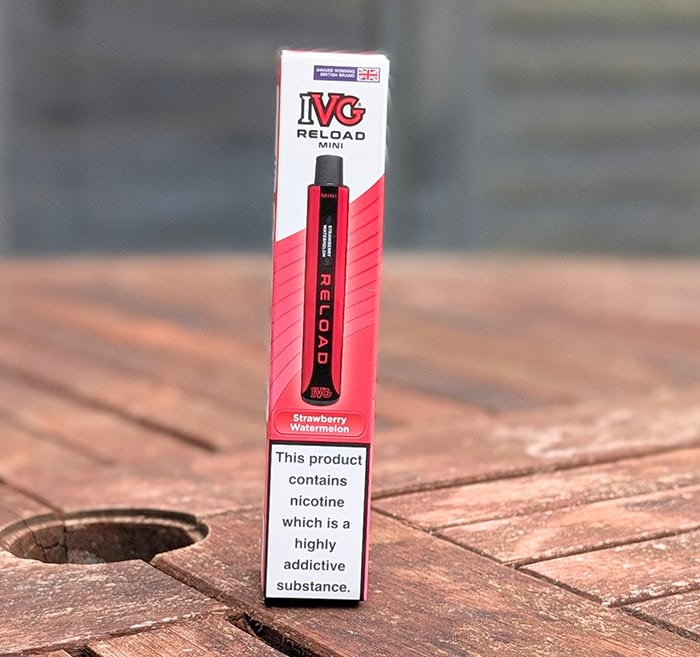 AWARD WINNING
BRITISH BRAND
IVG
RELOAD
MINI
MINI
STRAWBERRY
WATERMELON
RELOAD
IVG
Strawberry
Watermelon
This product
contains
nicotine
which is a
highly
addictive
substance.